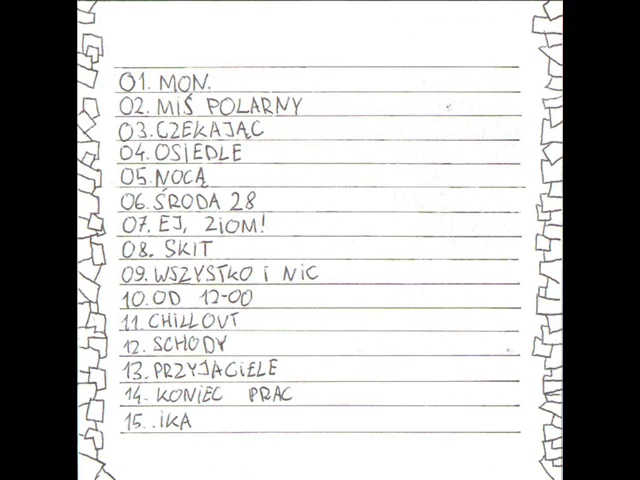 01. MON.
02. MIŚ POLARNY
03. CZEKAJĄC
04. OSIEDLE
05. NOCĄ
06. ŚRODA 28
07. EJ, ZIOM!
08. SKIT
09. WSZYSTKO I NIC
10. OD 12-00
11. CHILLOUT
12. SCHODY
13. PRZYJACIELE
14. KONIEC PRAC
15. .IKA